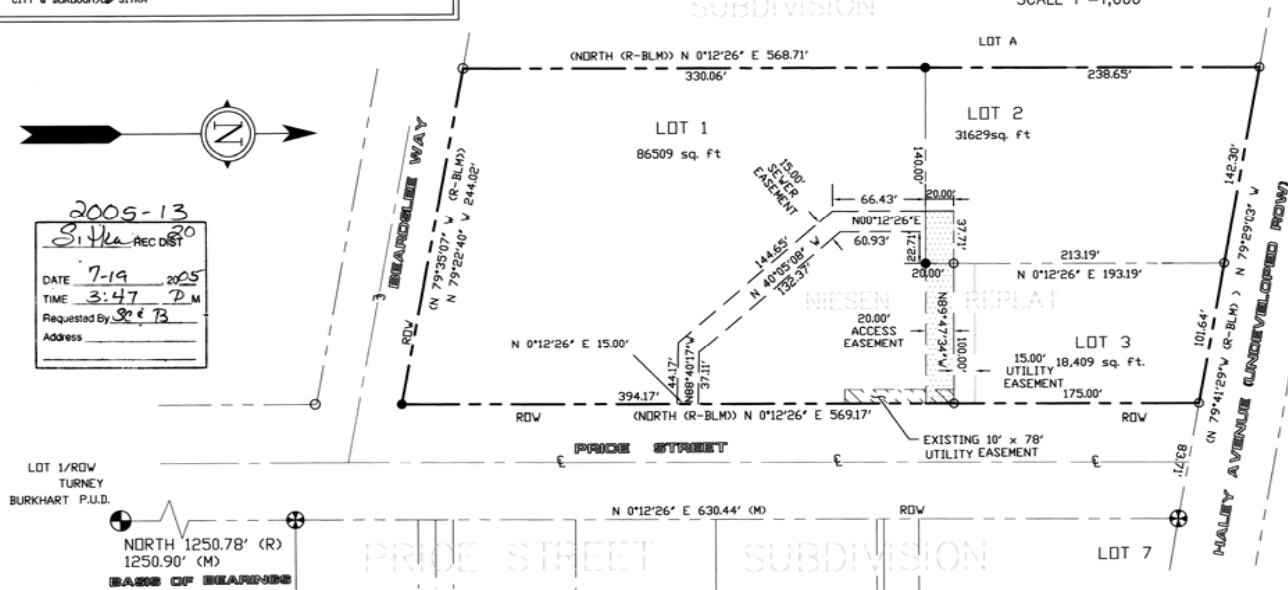 CITY & BOROUGH OF SITKA
SUBDIVISION
SCALE 1"=1,000'
(NORTH (R-BLM)) N 0°12'26" E 568.71'
LOT A
330.06'
238.65'
N
LOT 1
86509 sq. ft
LOT 2
31629sq. ft
BEARDSLEE WAY
(N 79°35'07" W (R-BLM))
N 79°22'40" W 244.02'
15.00'
SEWER
EASEMENT
140.00'
142.30'
66.43'
20.00'
N00°12'26"E
37.71'
60.93'
22.71'
20.00'
213.19'
N 0°12'26" E 193.19'
2005-13
Sitka REC DIST 20
DATE 7-19 2005
TIME 3:47 P M
Requested By SC & B
Address
144.65'
N 40°05'08" W
132.37'
NIESEN REPLAT
20.00'
ACCESS
EASEMENT
N89°47'34"W
100.00'
LOT 3
18,409 sq. ft.
15.00'
UTILITY
EASEMENT
175.00'
101.64'
(N 79°41'29"W (R-BLM)) N 79°29'03" W
HALEY AVENUE (UNDEVELOPED ROW)
ROW
N 0°12'26" E 15.00'
44.17'
N88°40'17"W
37.11'
394.17'
ROW
(NORTH (R-BLM)) N 0°12'26" E 569.17'
ROW
PRICE STREET
EXISTING 10' x 78'
UTILITY EASEMENT
83.71'
LOT 1/ROW
TURNEY
BURKHART P.U.D.
N 0°12'26" E 630.44' (M)
ROW
NORTH 1250.78' (R)
1250.90' (M)
BASIS OF BEARINGS
PRICE STREET SUBDIVISION
LOT 7